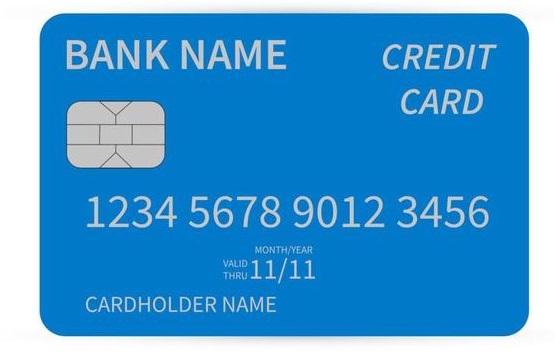 BANK NAME
CREDIT
CARD
1234 5678 9012 3456
MONTH/YEAR
VALID
THRU 11/11
CARDHOLDER NAME